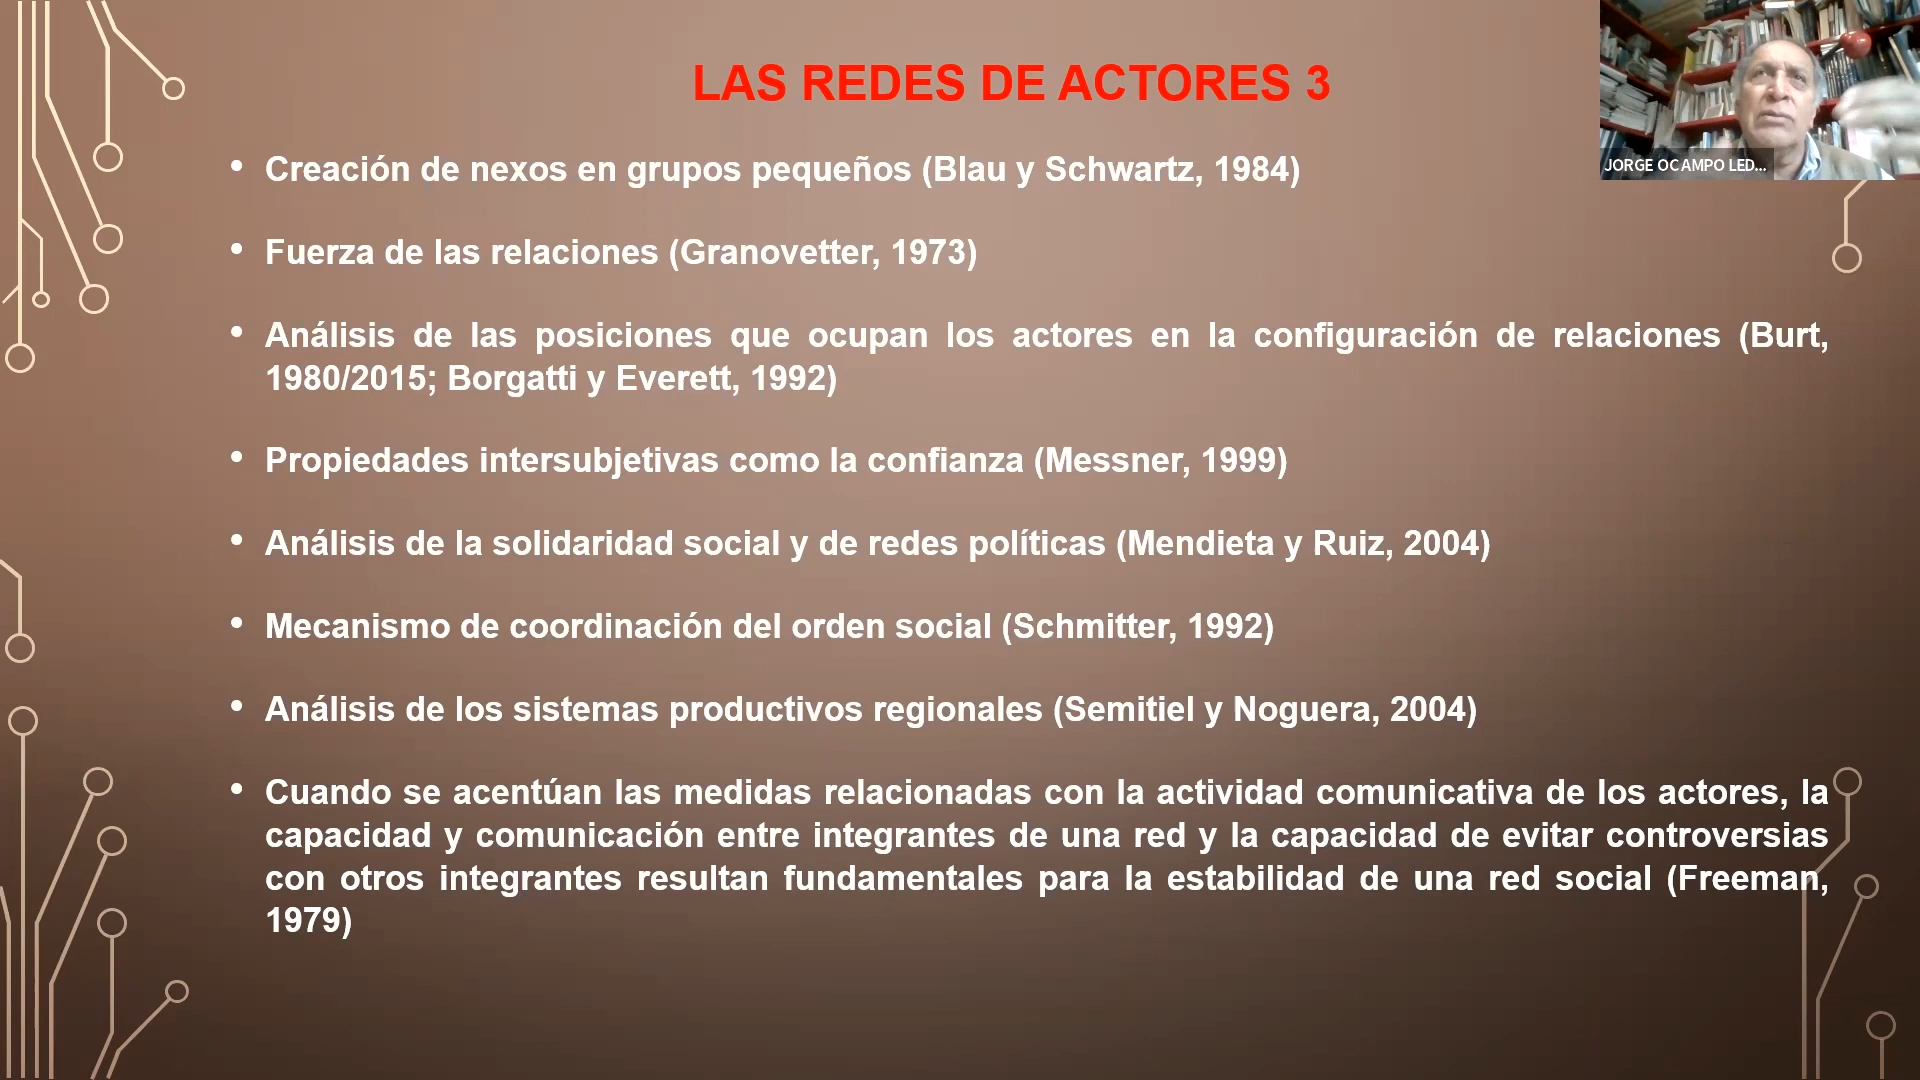 LAS REDES DE ACTORES 3
JORGE OCAMPO LED...
• Creación de nexos en grupos pequeños (Blau y Schwartz, 1984)
• Fuerza de las relaciones (Granovetter, 1973)
• Análisis de las posiciones que ocupan los actores en la configuración de relaciones (Burt,
1980/2015; Borgatti y Everett, 1992)
• Propiedades intersubjetivas como la confianza (Messner, 1999)
• Análisis de la solidaridad social y de redes políticas (Mendieta y Ruiz, 2004)
• Mecanismo de coordinación del orden social (Schmitter, 1992)
• Análisis de los sistemas productivos regionales (Semitiel y Noguera, 2004)
• Cuando se acentúan las medidas relacionadas con la actividad comunicativa de los actores, la
capacidad y comunicación entre integrantes de una red y la capacidad de evitar controversias
con otros integrantes resultan fundamentales para la estabilidad de una red social (Freeman,
1979)